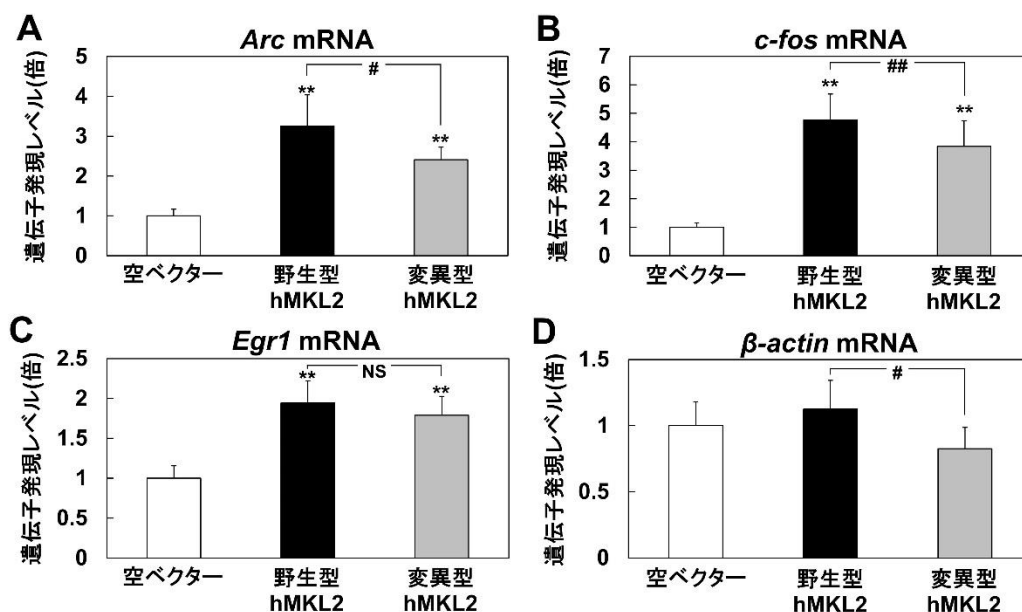 A
Arc mRNA
遺伝子発現レベル(倍)
5
4
3
2
1
0
**
#
**
空ベクター
野生型
hMKL2
変異型
hMKL2
B
c-fos mRNA
遺伝子発現レベル(倍)
7
6
5
4
3
2
1
0
**
##
**
空ベクター
野生型
hMKL2
変異型
hMKL2
C
Egr1 mRNA
遺伝子発現レベル(倍)
2.5
2
1.5
1
0.5
0
**
NS
**
空ベクター
野生型
hMKL2
変異型
hMKL2
D
β-actin mRNA
遺伝子発現レベル(倍)
1.5
1
0.5
0
#
空ベクター
野生型
hMKL2
変異型
hMKL2